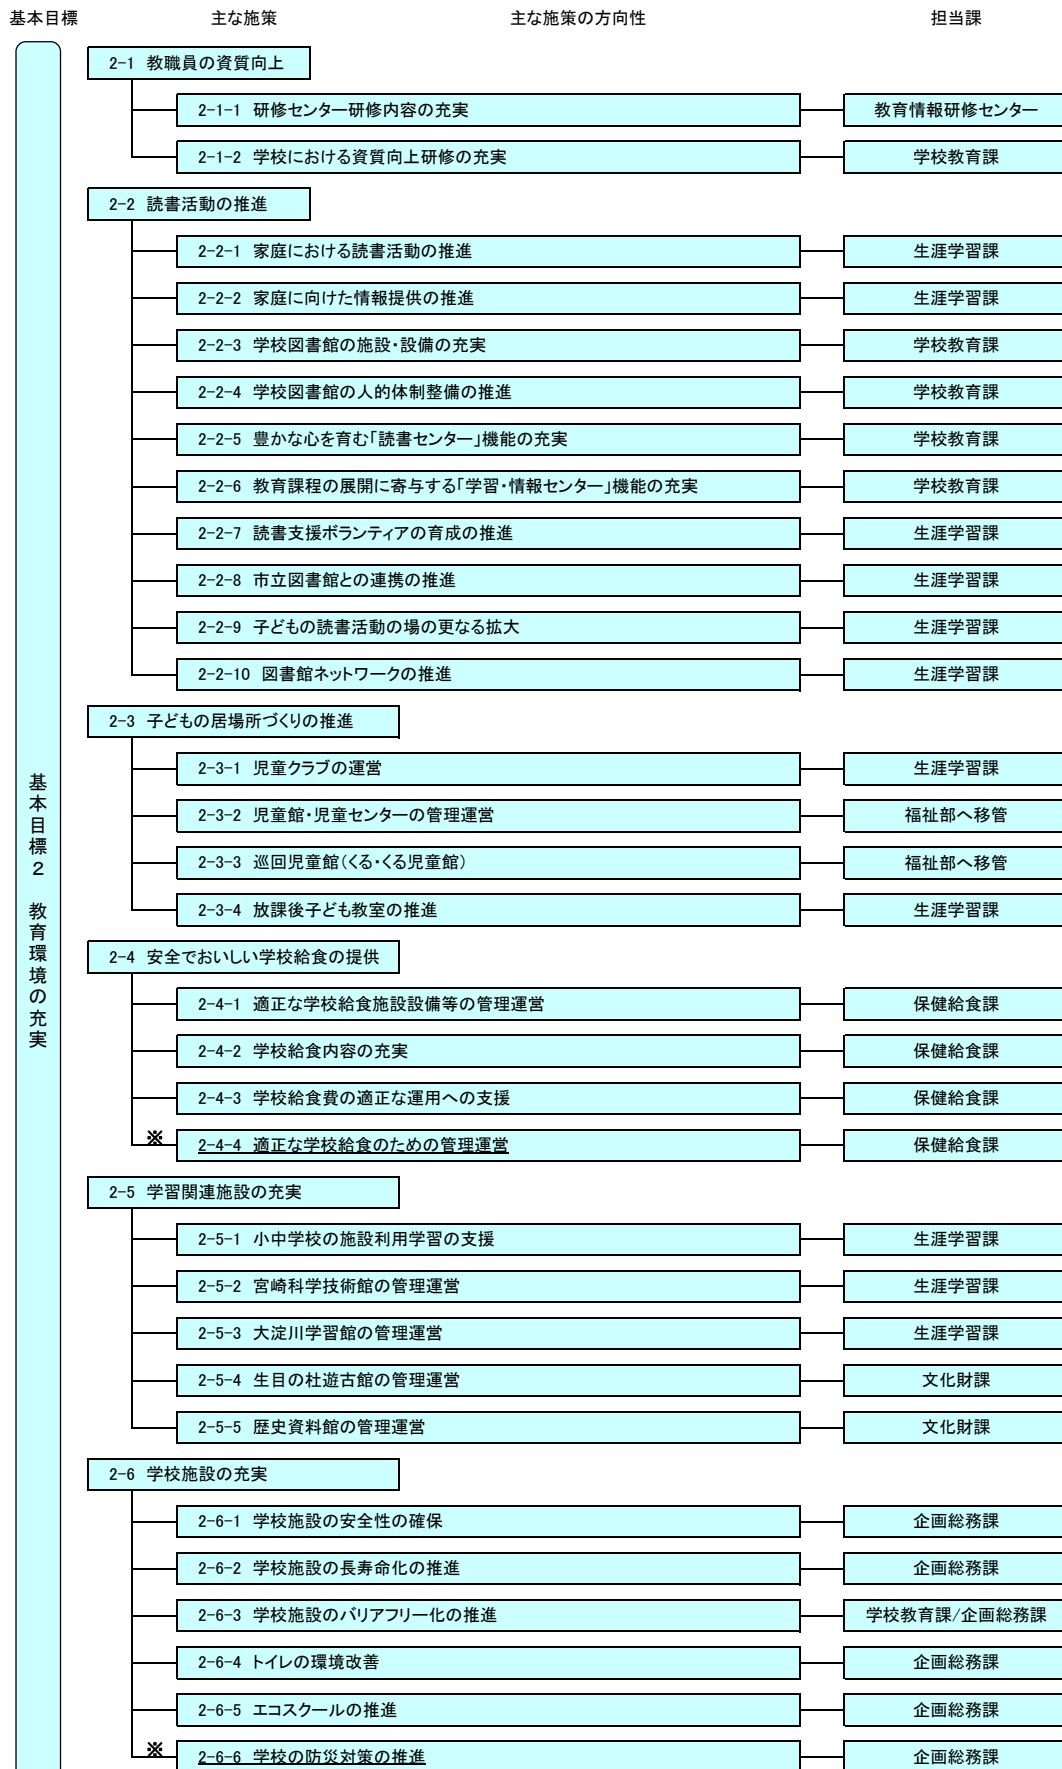 基本目標 主な施策 主な施策の方向性 担当課
基本目標２　教育環境の充実
2-1 教職員の資質向上
2-1-1 研修センター研修内容の充実 教育情報研修センター
2-1-2 学校における資質向上研修の充実 学校教育課
2-2 読書活動の推進
2-2-1 家庭における読書活動の推進 生涯学習課
2-2-2 家庭に向けた情報提供の推進 生涯学習課
2-2-3 学校図書館の施設・設備の充実 学校教育課
2-2-4 学校図書館の人的体制整備の推進 学校教育課
2-2-5 豊かな心を育む「読書センター」機能の充実 学校教育課
2-2-6 教育課程の展開に寄与する「学習・情報センター」機能の充実 学校教育課
2-2-7 読書支援ボランティアの育成の推進 生涯学習課
2-2-8 市立図書館との連携の推進 生涯学習課
2-2-9 子どもの読書活動の場の更なる拡大 生涯学習課
2-2-10 図書館ネットワークの推進 生涯学習課
2-3 子どもの居場所づくりの推進
2-3-1 児童クラブの運営 生涯学習課
2-3-2 児童館・児童センターの管理運営 福祉部へ移管
2-3-3 巡回児童館（くる・くる児童館） 福祉部へ移管
2-3-4 放課後子ども教室の推進 生涯学習課
2-4 安全でおいしい学校給食の提供
2-4-1 適正な学校給食施設設備等の管理運営 保健給食課
2-4-2 学校給食内容の充実 保健給食課
2-4-3 学校給食費の適正な運用への支援 保健給食課
※ 2-4-4 適正な学校給食のための管理運営 保健給食課
2-5 学習関連施設の充実
2-5-1 小中学校の施設利用学習の支援 生涯学習課
2-5-2 宮崎科学技術館の管理運営 生涯学習課
2-5-3 大淀川学習館の管理運営 生涯学習課
2-5-4 生目の杜遊古館の管理運営 文化財課
2-5-5 歴史資料館の管理運営 文化財課
2-6 学校施設の充実
2-6-1 学校施設の安全性の確保 企画総務課
2-6-2 学校施設の長寿命化の推進 企画総務課
2-6-3 学校施設のバリアフリー化の推進 学校教育課/企画総務課
2-6-4 トイレの環境改善 企画総務課
2-6-5 エコスクールの推進 企画総務課
※ 2-6-6 学校の防災対策の推進 企画総務課